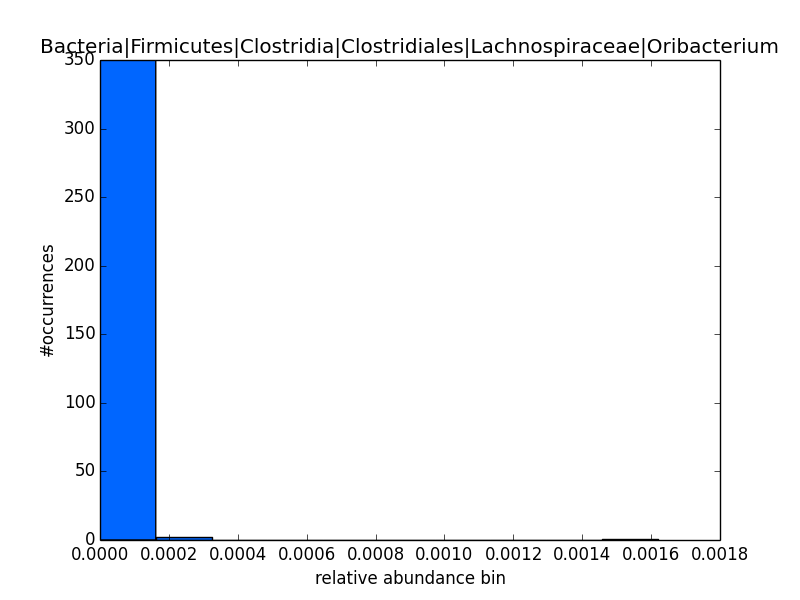 Bacteria|Firmicutes|Clostridia|Clostridiales|Lachnospiraceae|Oribacterium
350
300
250
200
150
100
50
0
#occurrences
0.0000 0.0002 0.0004 0.0006 0.0008 0.0010 0.0012 0.0014 0.0016 0.0018
relative abundance bin